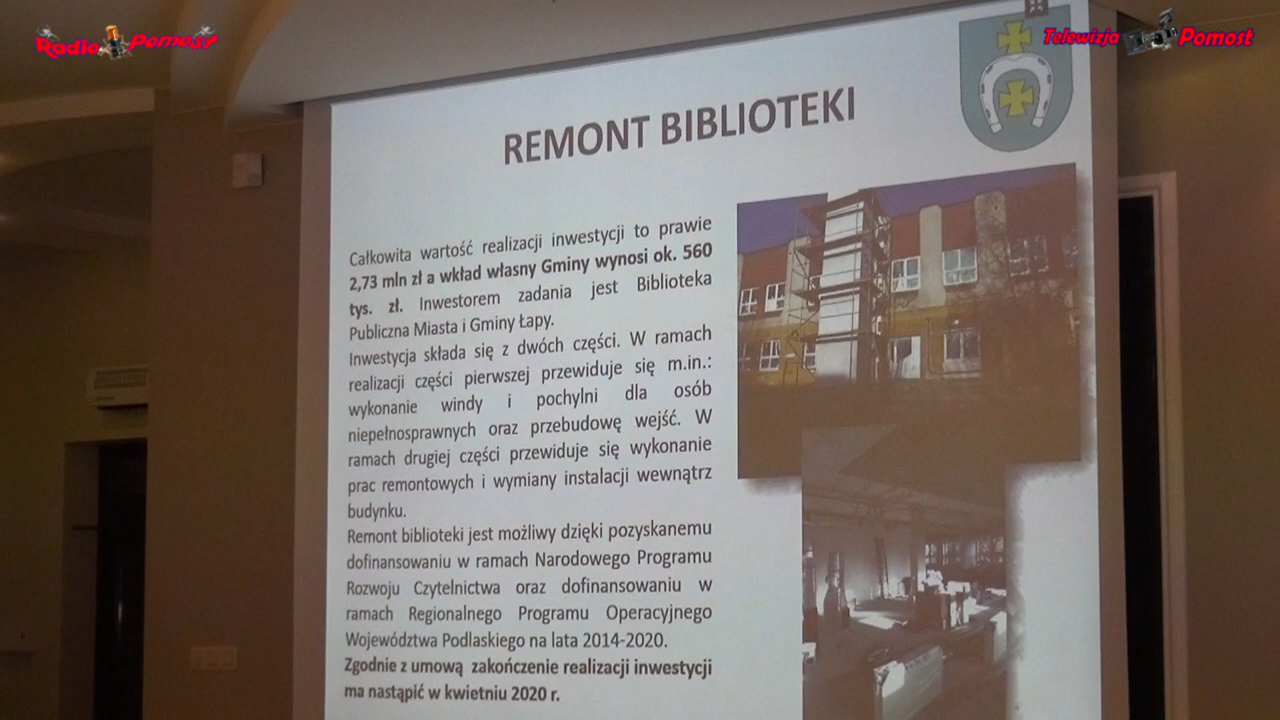 Radio Pomost
Telewizja Pomost
REMONT BIBLIOTEKI
Całkowita wartość realizacji inwestycji to prawie
2,73 mln zł a wkład własny Gminy wynosi ok. 560
tys. zł. Inwestorem zadania jest Biblioteka
Publiczna Miasta i Gminy Łapy.
Inwestycja składa się z dwóch części. W ramach
realizacji części pierwszej przewiduje się m.in.:
wykonanie windy i pochylni dla osób
niepełnosprawnych oraz przebudowę wejść. W
ramach drugiej części przewiduje się wykonanie
prac remontowych i wymiany instalacji wewnątrz
budynku.
Remont biblioteki jest możliwy dzięki pozyskanemu
dofinansowaniu w ramach Narodowego Programu
Rozwoju Czytelnictwa oraz dofinansowaniu w
ramach Regionalnego Programu Operacyjnego
Województwa Podlaskiego na lata 2014-2020.
Zgodnie z umową zakończenie realizacji inwestycji
ma nastąpić w kwietniu 2020 r.